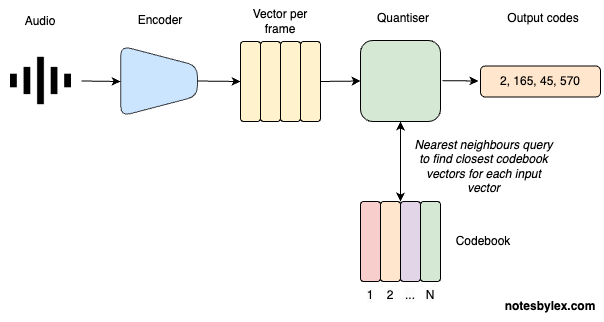 Audio
Encoder
Vector per
frame
Quantiser
Output codes
2, 165, 45, 570
Nearest neighbours query
to find closest codebook
vectors for each input
vector
Codebook
1 2 ... N
notesbylex.com